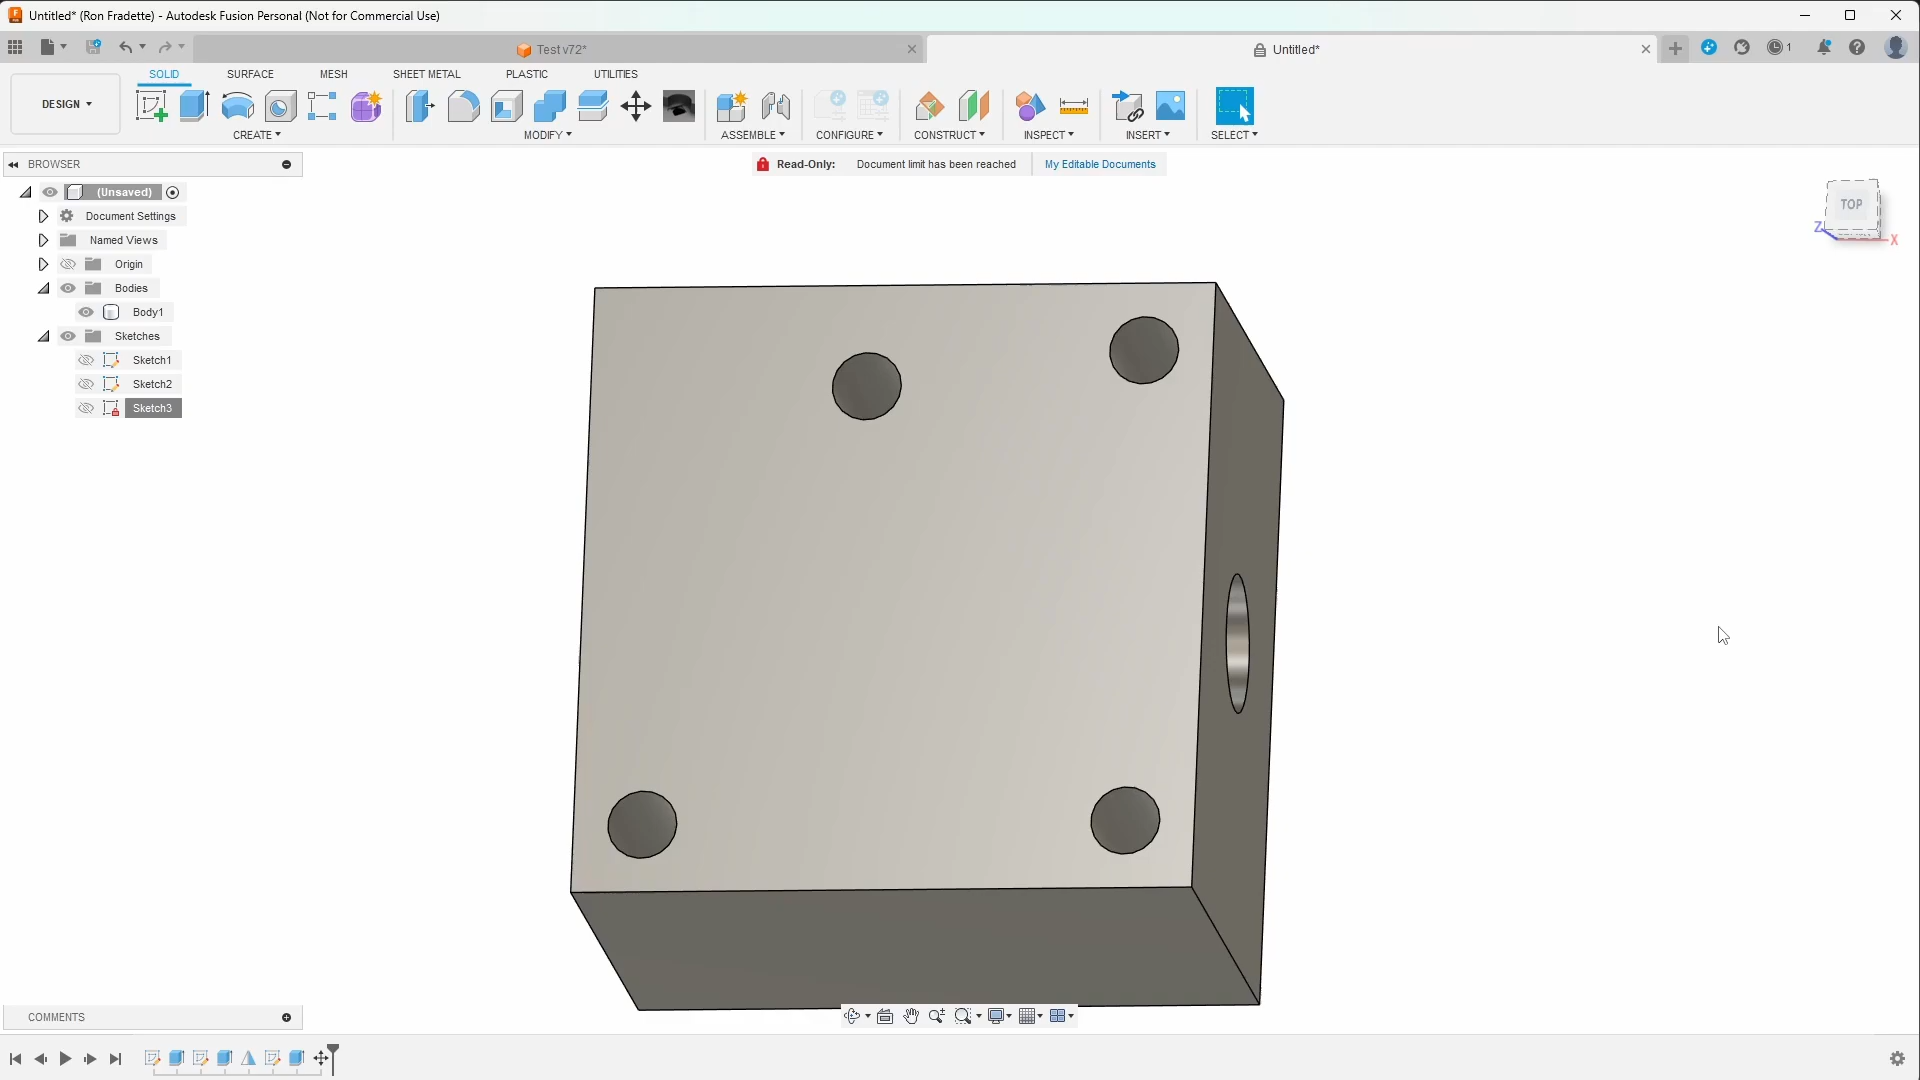 Untitled* (Ron Fradette) - Autodesk Fusion Personal (Not for Commercial Use)
Test v72*
Untitled*
1
SOLID
SURFACE
MESH
SHEET METAL
PLASTIC
UTILITIES
DESIGN
CREATE
MODIFY
ASSEMBLE
CONFIGURE
CONSTRUCT
INSPECT
INSERT
SELECT
BROWSER
Read-Only: Document limit has been reached My Editable Documents
(Unsaved)
Document Settings
Named Views
Origin
Bodies
Body1
Sketches
Sketch1
Sketch2
Sketch3
TOP
Z
X
COMMENTS